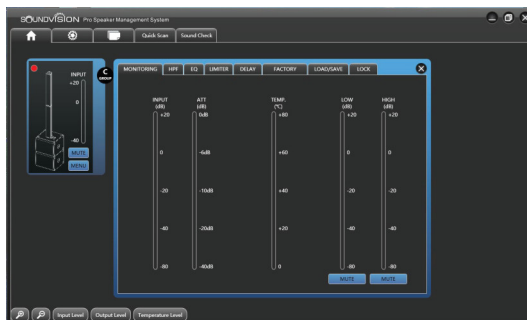 SOUNDVISION Pro Speaker Management System
Quick Scan Sound Check
INPUT
+20
0
-40
MUTE
MENU
C
GROUP
MONITORING HPF EQ LIMITER DELAY FACTORY LOAD/SAVE LOCK
INPUT ATT TEMP. LOW HIGH
(dB) (dB) (°C) (dB) (dB)
+20 0dB +80 +20 +20
0 -6dB +60 0 0
-20 -10dB +40 -20 -20
-40 -20dB +20 -40 -40
-80 -40dB 0 -80 -80
MUTE MUTE
Input Level Output Level Temperature Level